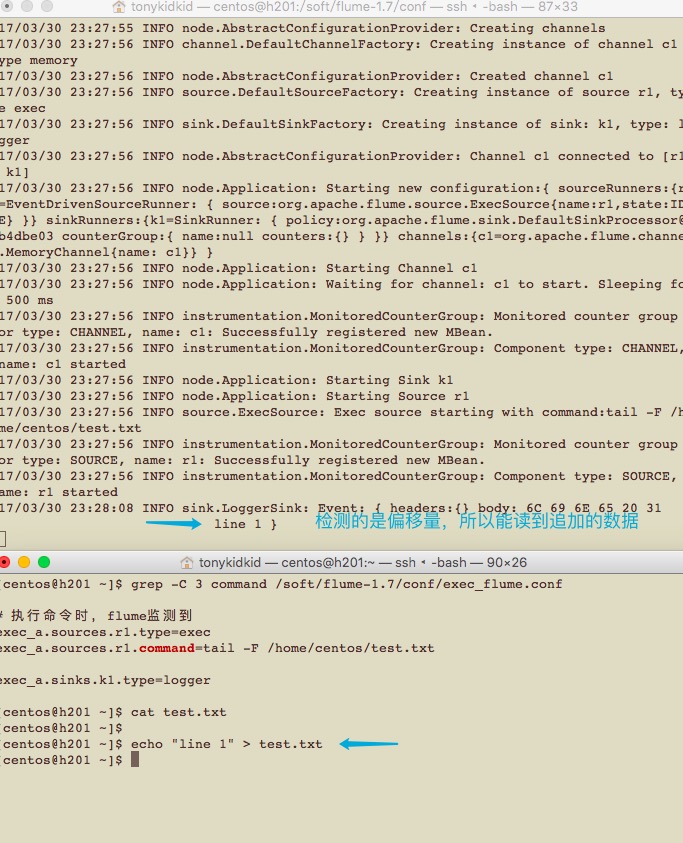 tonykidkid — centos@h201:/soft/flume-1.7/conf — ssh ◂ -bash — 87×33
17/03/30 23:27:55 INFO node.AbstractConfigurationProvider: Creating channels
17/03/30 23:27:56 INFO channel.DefaultChannelFactory: Creating instance of channel c1
ype memory
17/03/30 23:27:56 INFO node.AbstractConfigurationProvider: Created channel c1
17/03/30 23:27:56 INFO source.DefaultSourceFactory: Creating instance of source r1, ty
e exec
17/03/30 23:27:56 INFO sink.DefaultSinkFactory: Creating instance of sink: k1, type: l
gger
17/03/30 23:27:56 INFO node.AbstractConfigurationProvider: Channel c1 connected to [r1
k1]
17/03/30 23:27:56 INFO node.Application: Starting new configuration:{ sourceRunners:{r
=EventDrivenSourceRunner: { source:org.apache.flume.source.ExecSource{name:r1,state:ID
E} }} sinkRunners:{k1=SinkRunner: { policy:org.apache.flume.sink.DefaultSinkProcessor@
b4dbe03 counterGroup:{ name:null counters:{} } }} channels:{c1=org.apache.flume.channe
.MemoryChannel{name: c1}} }
17/03/30 23:27:56 INFO node.Application: Starting Channel c1
17/03/30 23:27:56 INFO node.Application: Waiting for channel: c1 to start. Sleeping fo
500 ms
17/03/30 23:27:56 INFO instrumentation.MonitoredCounterGroup: Monitored counter group
or type: CHANNEL, name: c1: Successfully registered new MBean.
17/03/30 23:27:56 INFO instrumentation.MonitoredCounterGroup: Component type: CHANNEL,
name: c1 started
17/03/30 23:27:56 INFO node.Application: Starting Sink k1
17/03/30 23:27:56 INFO node.Application: Starting Source r1
17/03/30 23:27:56 INFO source.ExecSource: Exec source starting with command:tail -F /h
me/centos/test.txt
17/03/30 23:27:56 INFO instrumentation.MonitoredCounterGroup: Monitored counter group
or type: SOURCE, name: r1: Successfully registered new MBean.
17/03/30 23:27:56 INFO instrumentation.MonitoredCounterGroup: Component type: SOURCE,
ame: r1 started
17/03/30 23:28:08 INFO sink.LoggerSink: Event: { headers:{} body: 6C 69 6E 65 20 31
line 1 }
检测的是偏移量，所以能读到追加的数据
tonykidkid — centos@h201:~ — ssh ◂ -bash — 90×26
[centos@h201 ~]$ grep -C 3 command /soft/flume-1.7/conf/exec_flume.conf
# 执行命令时，flume监测到
exec_a.sources.r1.type=exec
exec_a.sources.r1.command=tail -F /home/centos/test.txt
exec_a.sinks.k1.type=logger
[centos@h201 ~]$ cat test.txt
[centos@h201 ~]$
[centos@h201 ~]$ echo "line 1" > test.txt
[centos@h201 ~]$